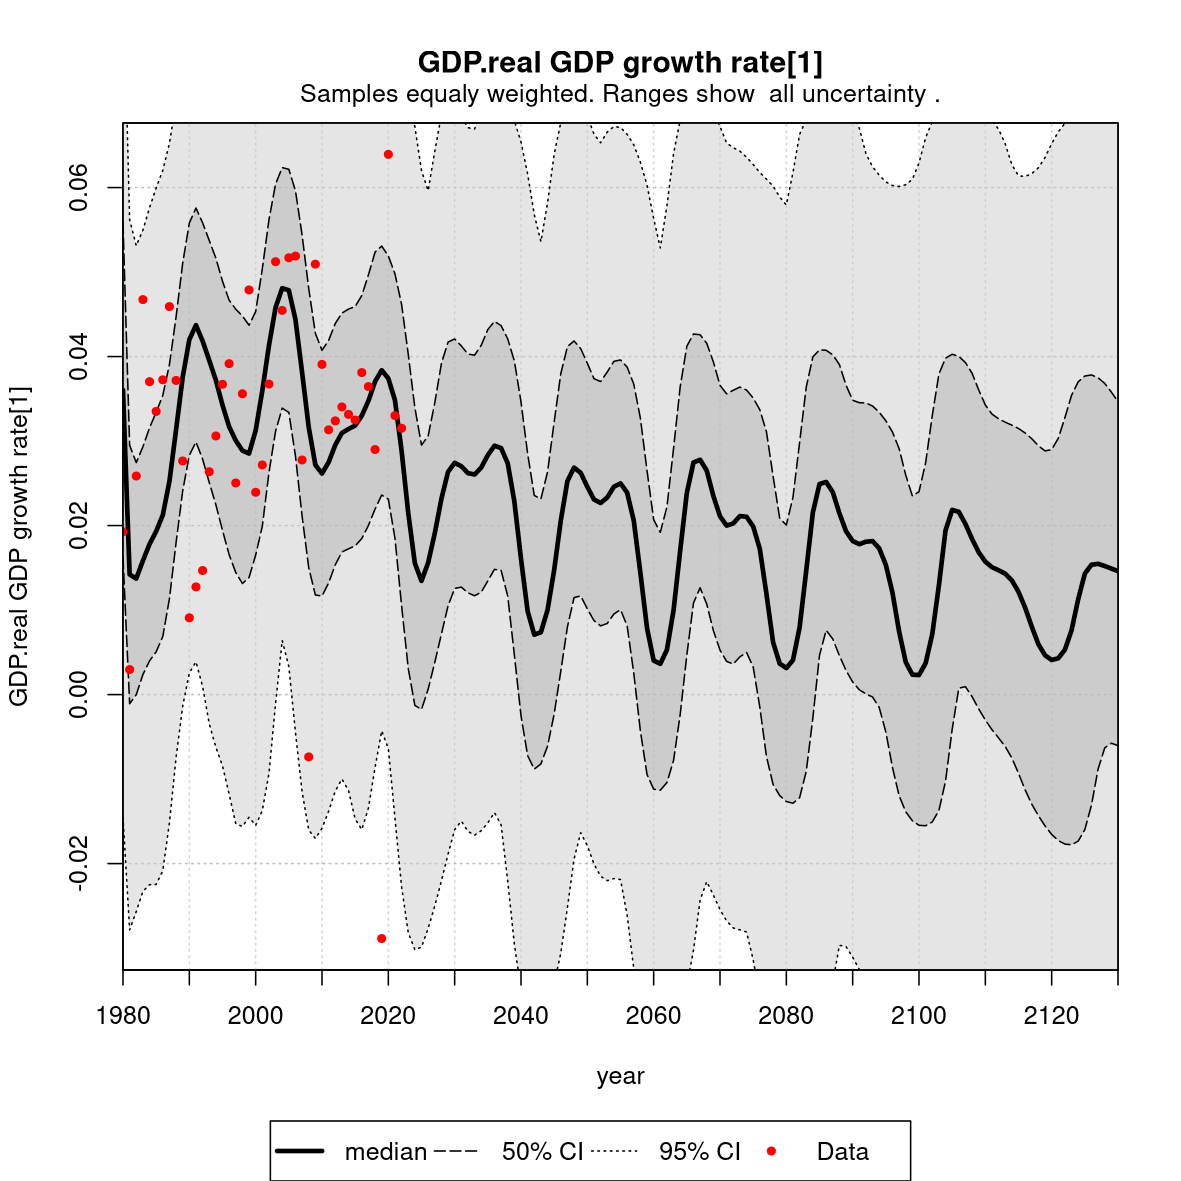 GDP.real GDP growth rate[1]
Samples equaly weighted. Ranges show  all uncertainty .
GDP.real GDP growth rate[1]
0.06
0.04
0.02
0.00
-0.02
1980 2000 2020 2040 2060 2080 2100 2120
year
median 50% CI 95% CI Data